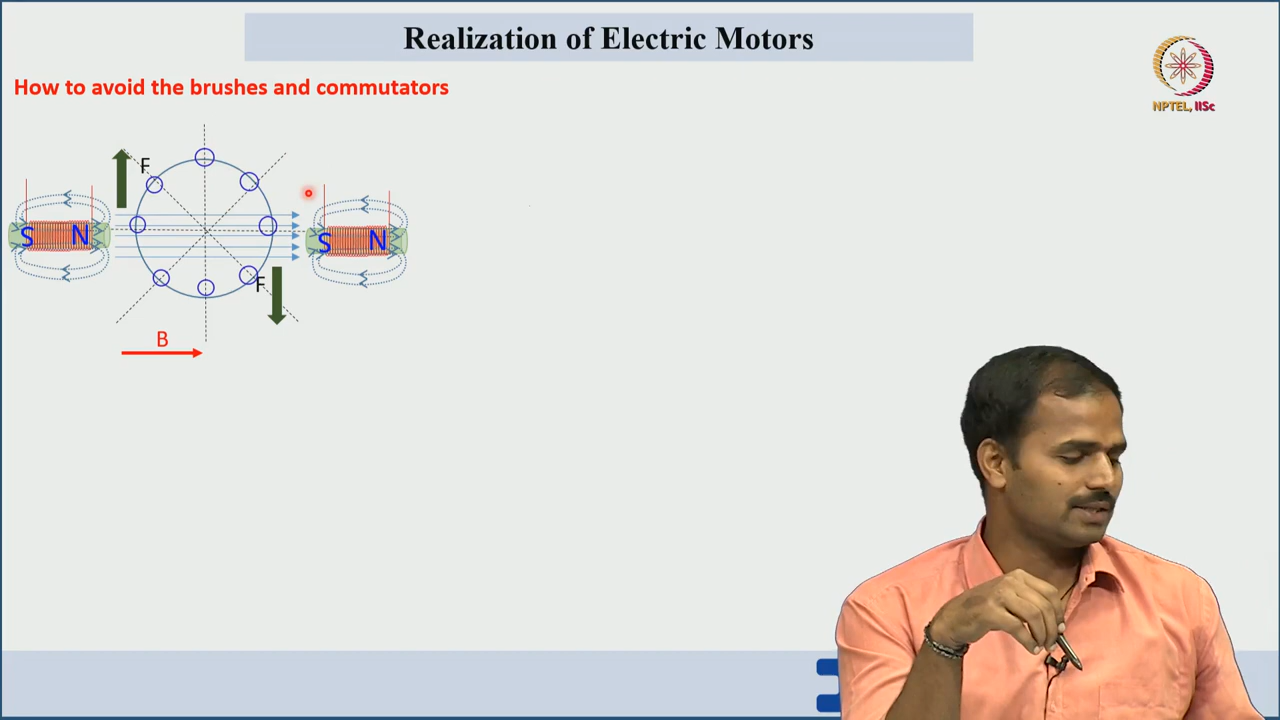 Realization of Electric Motors
NPTEL, IISc
How to avoid the brushes and commutators
F
S N
S N
F
B